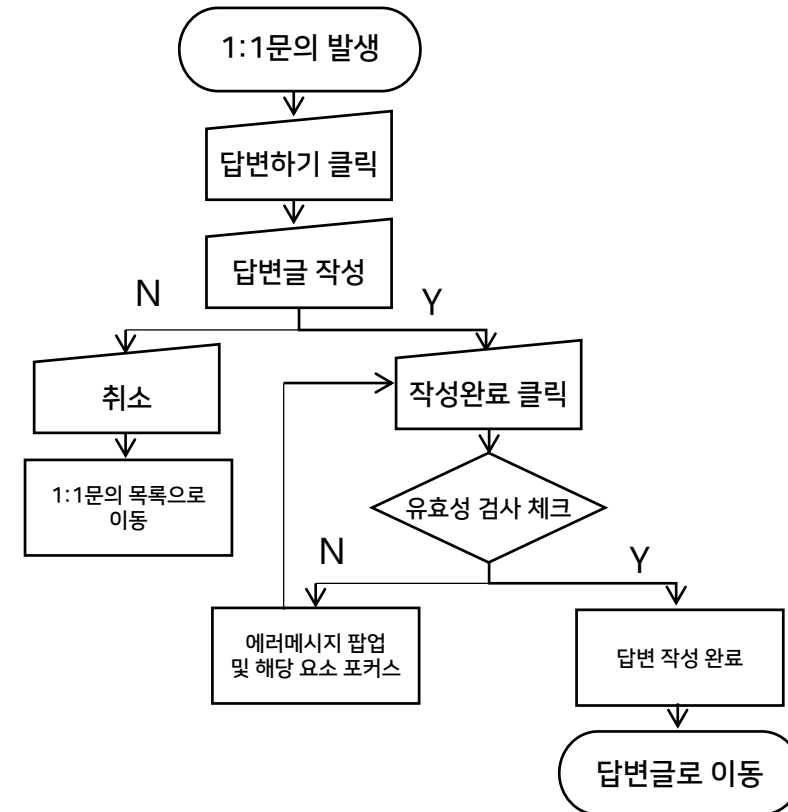 1:1문의 발생
답변하기 클릭
답변글 작성
N
Y
취소
작성완료 클릭
1:1문의 목록으로
이동
유효성 검사 체크
N
Y
에러메시지 팝업
및 해당 요소 포커스
답변 작성 완료
답변글로 이동